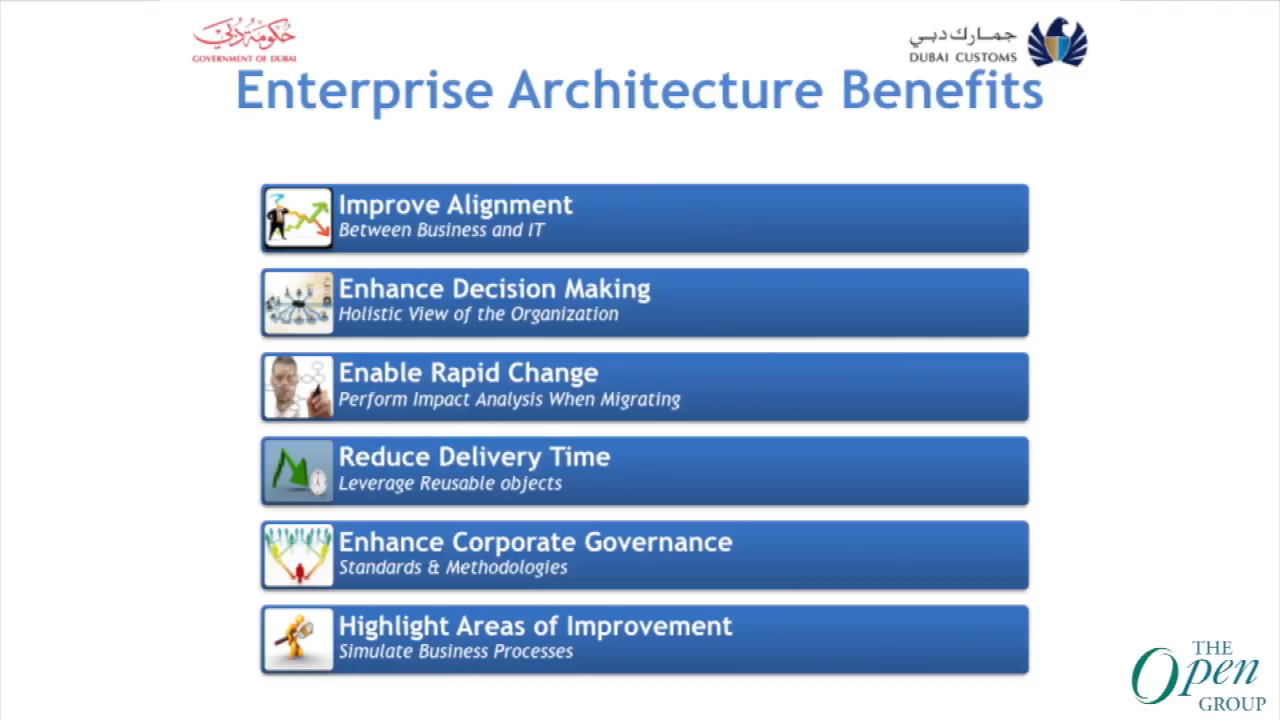 حكومة دبي
GOVERNMENT OF DUBAI
جمارك دبي
DUBAI CUSTOMS
Enterprise Architecture Benefits
Improve Alignment
Between Business and IT
Enhance Decision Making
Holistic View of the Organization
Enable Rapid Change
Perform Impact Analysis When Migrating
Reduce Delivery Time
Leverage Reusable objects
Enhance Corporate Governance
Standards & Methodologies
Highlight Areas of Improvement
Simulate Business Processes
THE
Open
GROUP